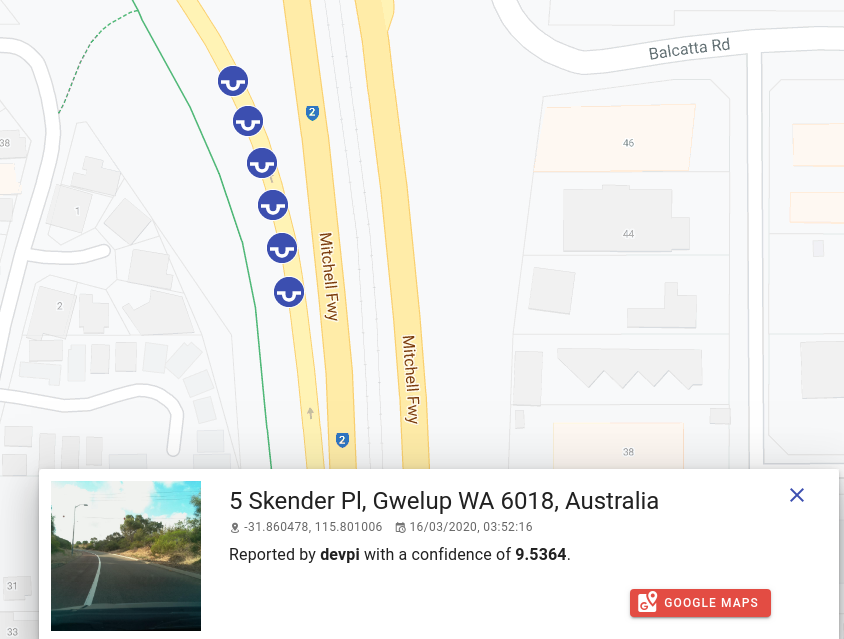 Balcatta Rd
2
38
46
1
44
Mitchell Fwy
2
Mitchell Fwy
2
38
5 Skender Pl, Gwelup WA 6018, Australia
-31.860478, 115.801006 16/03/2020, 03:52:16
Reported by devpi with a confidence of 9.5364.
31
GOOGLE MAPS
33